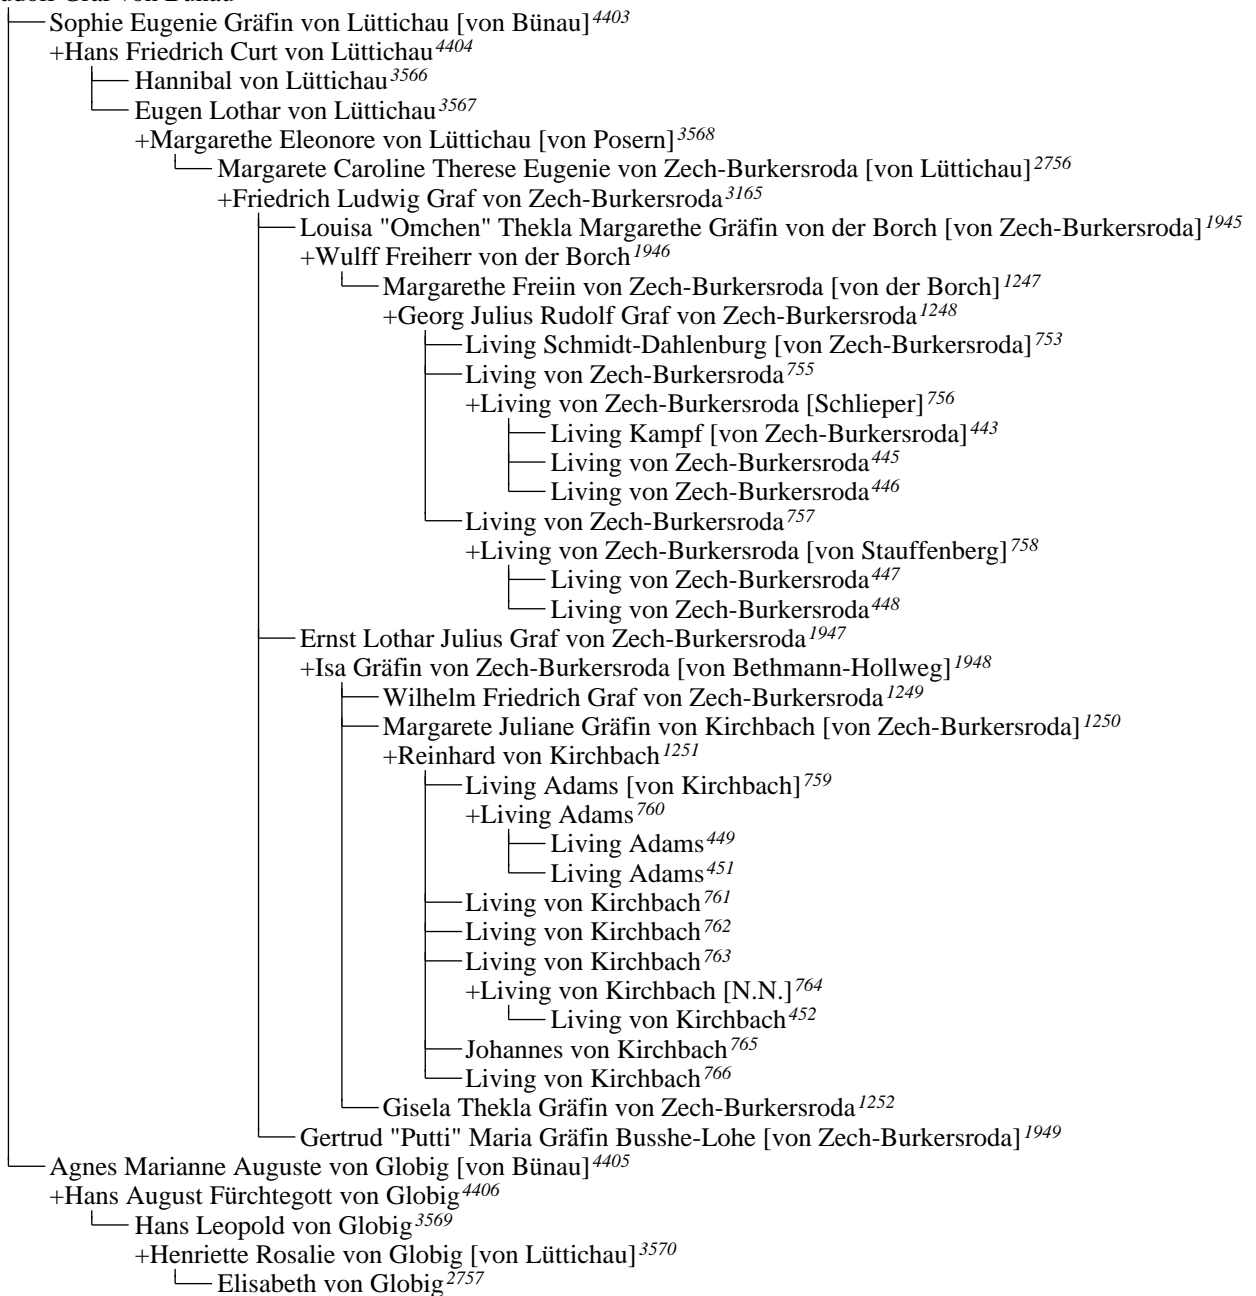 Sophie Eugenie Gräfin von Lüttichau [von Bünau]4403
+Hans Friedrich Curt von Lüttichau4404
Hannibal von Lüttichau3566
Eugen Lothar von Lüttichau3567
+Margarethe Eleonore von Lüttichau [von Posern]3568
Margarete Caroline Therese Eugenie von Zech-Burkersroda [von Lüttichau]2756
+Friedrich Ludwig Graf von Zech-Burkersroda3165
Louisa "Omchen" Thekla Margarethe Gräfin von der Borch [von Zech-Burkersroda]1945
+Wulff Freiherr von der Borch1946
Margarethe Freiin von Zech-Burkersroda [von der Borch]1247
+Georg Julius Rudolf Graf von Zech-Burkersroda1248
Living Schmidt-Dahlenburg [von Zech-Burkersroda]753
Living von Zech-Burkersroda755
+Living von Zech-Burkersroda [Schlieper]756
Living Kampf [von Zech-Burkersroda]443
Living von Zech-Burkersroda445
Living von Zech-Burkersroda446
Living von Zech-Burkersroda757
+Living von Zech-Burkersroda [von Stauffenberg]758
Living von Zech-Burkersroda447
Living von Zech-Burkersroda448
Ernst Lothar Julius Graf von Zech-Burkersroda1947
+Isa Gräfin von Zech-Burkersroda [von Bethmann-Hollweg]1948
Wilhelm Friedrich Graf von Zech-Burkersroda1249
Margarete Juliane Gräfin von Kirchbach [von Zech-Burkersroda]1250
+Reinhard von Kirchbach1251
Living Adams [von Kirchbach]759
+Living Adams760
Living Adams449
Living Adams451
Living von Kirchbach761
Living von Kirchbach762
Living von Kirchbach763
+Living von Kirchbach [N.N.]764
Living von Kirchbach452
Johannes von Kirchbach765
Living von Kirchbach766
Gisela Thekla Gräfin von Zech-Burkersroda1252
Gertrud "Putti" Maria Gräfin Busshe-Lohe [von Zech-Burkersroda]1949
Agnes Marianne Auguste von Globig [von Bünau]4405
+Hans August Fürchtegott von Globig4406
Hans Leopold von Globig3569
+Henriette Rosalie von Globig [von Lüttichau]3570
Elisabeth von Globig2757